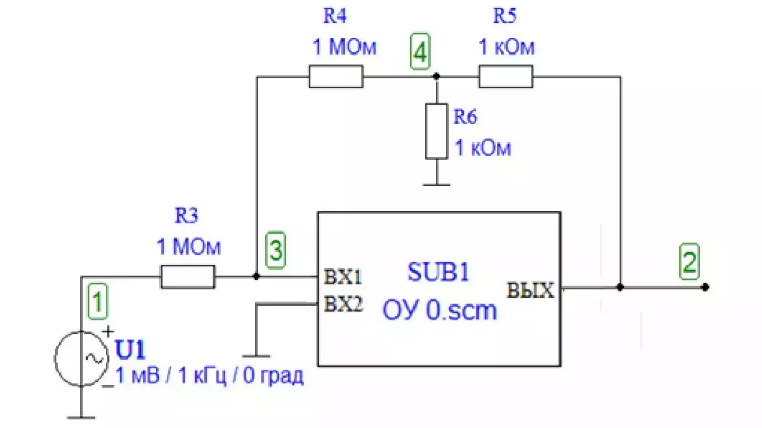 R4
1 МОм
4
R5
1 кОм
R6
1 кОм
R3
1 МОм
3
ВХ1
ВХ2
SUB1
ОУ 0.scm
ВЫХ
2
1
+
~
U1
–
1 мВ / 1 кГц / 0 град